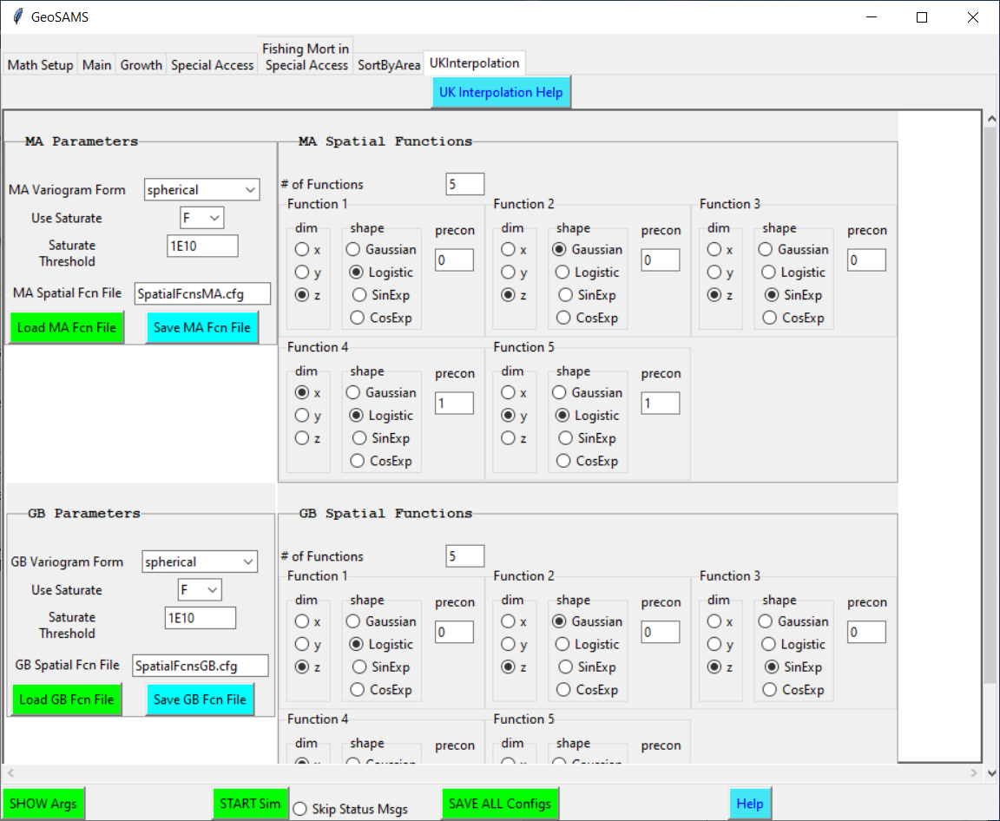 GeoSAMS
Fishing Mort in
Math Setup Main Growth Special Access Special Access SortByArea UKInterpolation
UK Interpolation Help
MA Parameters
MA Variogram Form spherical
Use Saturate F
Saturate
Threshold 1E10
MA Spatial Fcn File SpatialFcnsMA.cfg
Load MA Fcn File Save MA Fcn File
MA Spatial Functions
# of Functions 5
Function 1 Function 2 Function 3
dim shape precon dim shape precon dim shape precon
x Gaussian 0 x Gaussian 0 x Gaussian 0
y Logistic y Logistic y Logistic
z SinExp z SinExp z SinExp
CosExp CosExp CosExp
Function 4 Function 5
dim shape precon dim shape precon
x Gaussian 1 x Gaussian 1
y Logistic y Logistic
z SinExp z SinExp
CosExp CosExp
GB Parameters
GB Variogram Form spherical
Use Saturate F
Saturate
Threshold 1E10
GB Spatial Fcn File SpatialFcnsGB.cfg
Load GB Fcn File Save GB Fcn File
GB Spatial Functions
# of Functions 5
Function 1 Function 2 Function 3
dim shape precon dim shape precon dim shape precon
x Gaussian 0 x Gaussian 0 x Gaussian 0
y Logistic y Logistic y Logistic
z SinExp z SinExp z SinExp
CosExp CosExp CosExp
Function 4 Function 5
dim shape precon dim shape precon
SHOW Args START Sim Skip Status Msgs SAVE ALL Configs Help